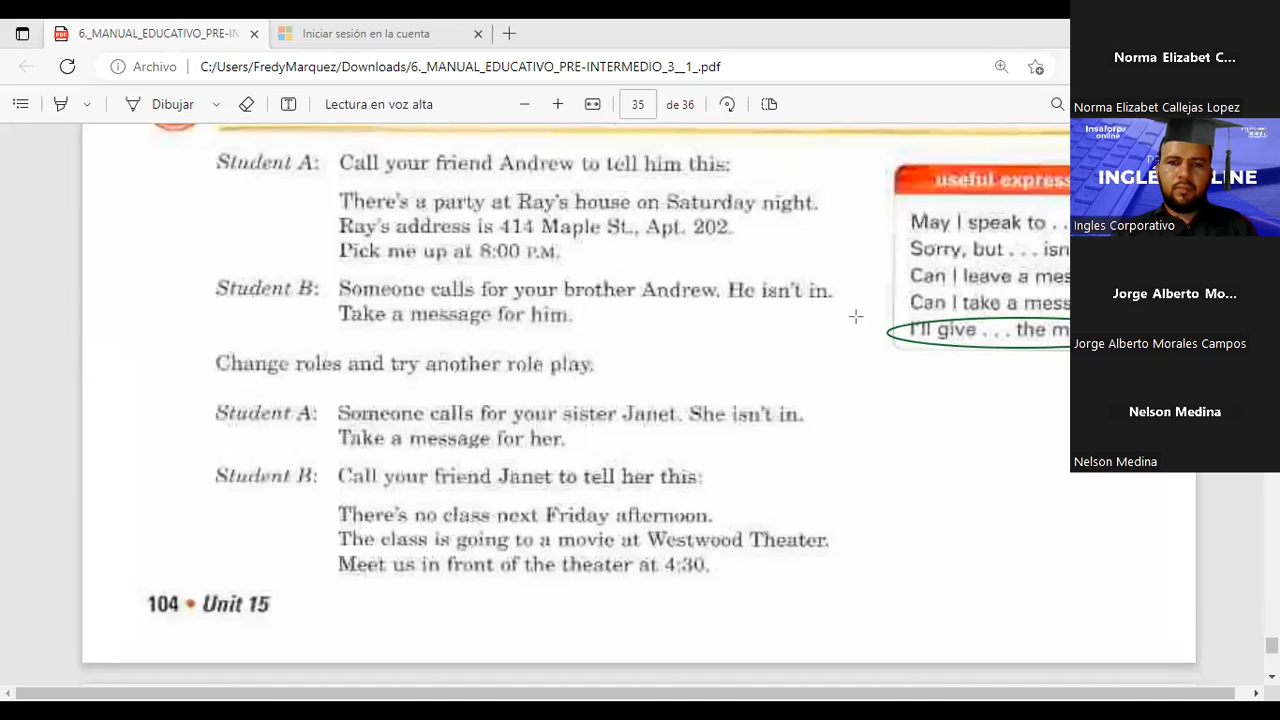 6._MANUAL_EDUCATIVO_PRE-IN
Iniciar sesión en la cuenta
Archivo
C:/Users/FredyMarquez/Downloads/6._MANUAL_EDUCATIVO_PRE-INTERMEDIO_3__1_.pdf
Dibujar
Lectura en voz alta
35
de 36
Student A: Call your friend Andrew to tell him this:
There's a party at Ray's house on Saturday night.
Ray's address is 414 Maple St., Apt. 202.
Pick me up at 8:00 P.M.
Student B: Someone calls for your brother Andrew. He isn't in.
Take a message for him.
Change roles and try another role play.
Student A: Someone calls for your sister Janet. She isn't in.
Take a message for her.
Student B: Call your friend Janet to tell her this:
There's no class next Friday afternoon.
The class is going to a movie at Westwood Theater.
Meet us in front of the theater at 4:30.
104 • Unit 15
useful express
May I speak to . .
Sorry, but . . . isn
Can I leave a mes
Can I take a mess
I'll give . . . the m
Norma Elizabet C...
Norma Elizabet Callejas Lopez
Insaforp
online
INGLE
LINE
Ingles Corporativo
Jorge Alberto Mo...
Jorge Alberto Morales Campos
Nelson Medina
Nelson Medina